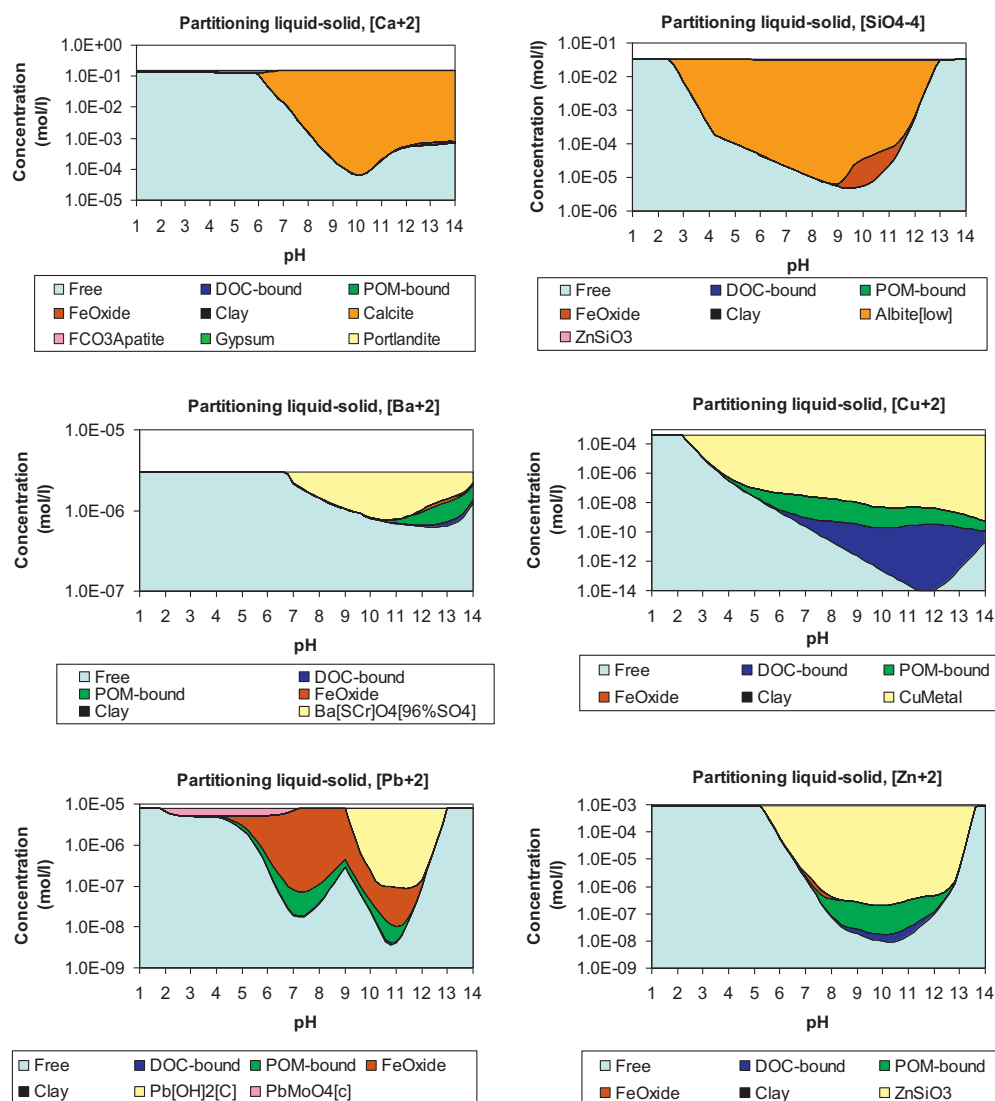 Partitioning liquid-solid, [Ca+2]
Concentration
(mol/l)
1.0E+00
1.0E-01
1.0E-02
1.0E-03
1.0E-04
1.0E-05
1 2 3 4 5 6 7 8 9 10 11 12 13 14
pH
Free DOC-bound POM-bound
FeOxide Clay Calcite
FCO3Apatite Gypsum Portlandite
Partitioning liquid-solid, [SiO4-4]
Concentration (mol/l)
1.0E-01
1.0E-02
1.0E-03
1.0E-04
1.0E-05
1.0E-06
1 2 3 4 5 6 7 8 9 10 11 12 13 14
pH
Free DOC-bound POM-bound
FeOxide Clay Albite[low]
ZnSiO3
Partitioning liquid-solid, [Ba+2]
Concentration
(mol/l)
1.0E-05
1.0E-06
1.0E-07
1 2 3 4 5 6 7 8 9 10 11 12 13 14
pH
Free DOC-bound
POM-bound FeOxide
Clay Ba[SCr]O4[96%SO4]
Partitioning liquid-solid, [Cu+2]
Concentration
(mol/l)
1.0E-04
1.0E-06
1.0E-08
1.0E-10
1.0E-12
1.0E-14
1 2 3 4 5 6 7 8 9 10 11 12 13 14
pH
Free DOC-bound POM-bound
FeOxide Clay CuMetal
Partitioning liquid-solid, [Pb+2]
Concentration
(mol/l)
1.0E-05
1.0E-06
1.0E-07
1.0E-08
1.0E-09
1 2 3 4 5 6 7 8 9 10 11 12 13 14
pH
Free DOC-bound POM-bound FeOxide
Clay Pb[OH]2[C] PbMoO4[c]
Partitioning liquid-solid, [Zn+2]
Concentration
(mol/l)
1.0E-03
1.0E-04
1.0E-05
1.0E-06
1.0E-07
1.0E-08
1.0E-09
1 2 3 4 5 6 7 8 9 10 11 12 13 14
pH
Free DOC-bound POM-bound
FeOxide Clay ZnSiO3